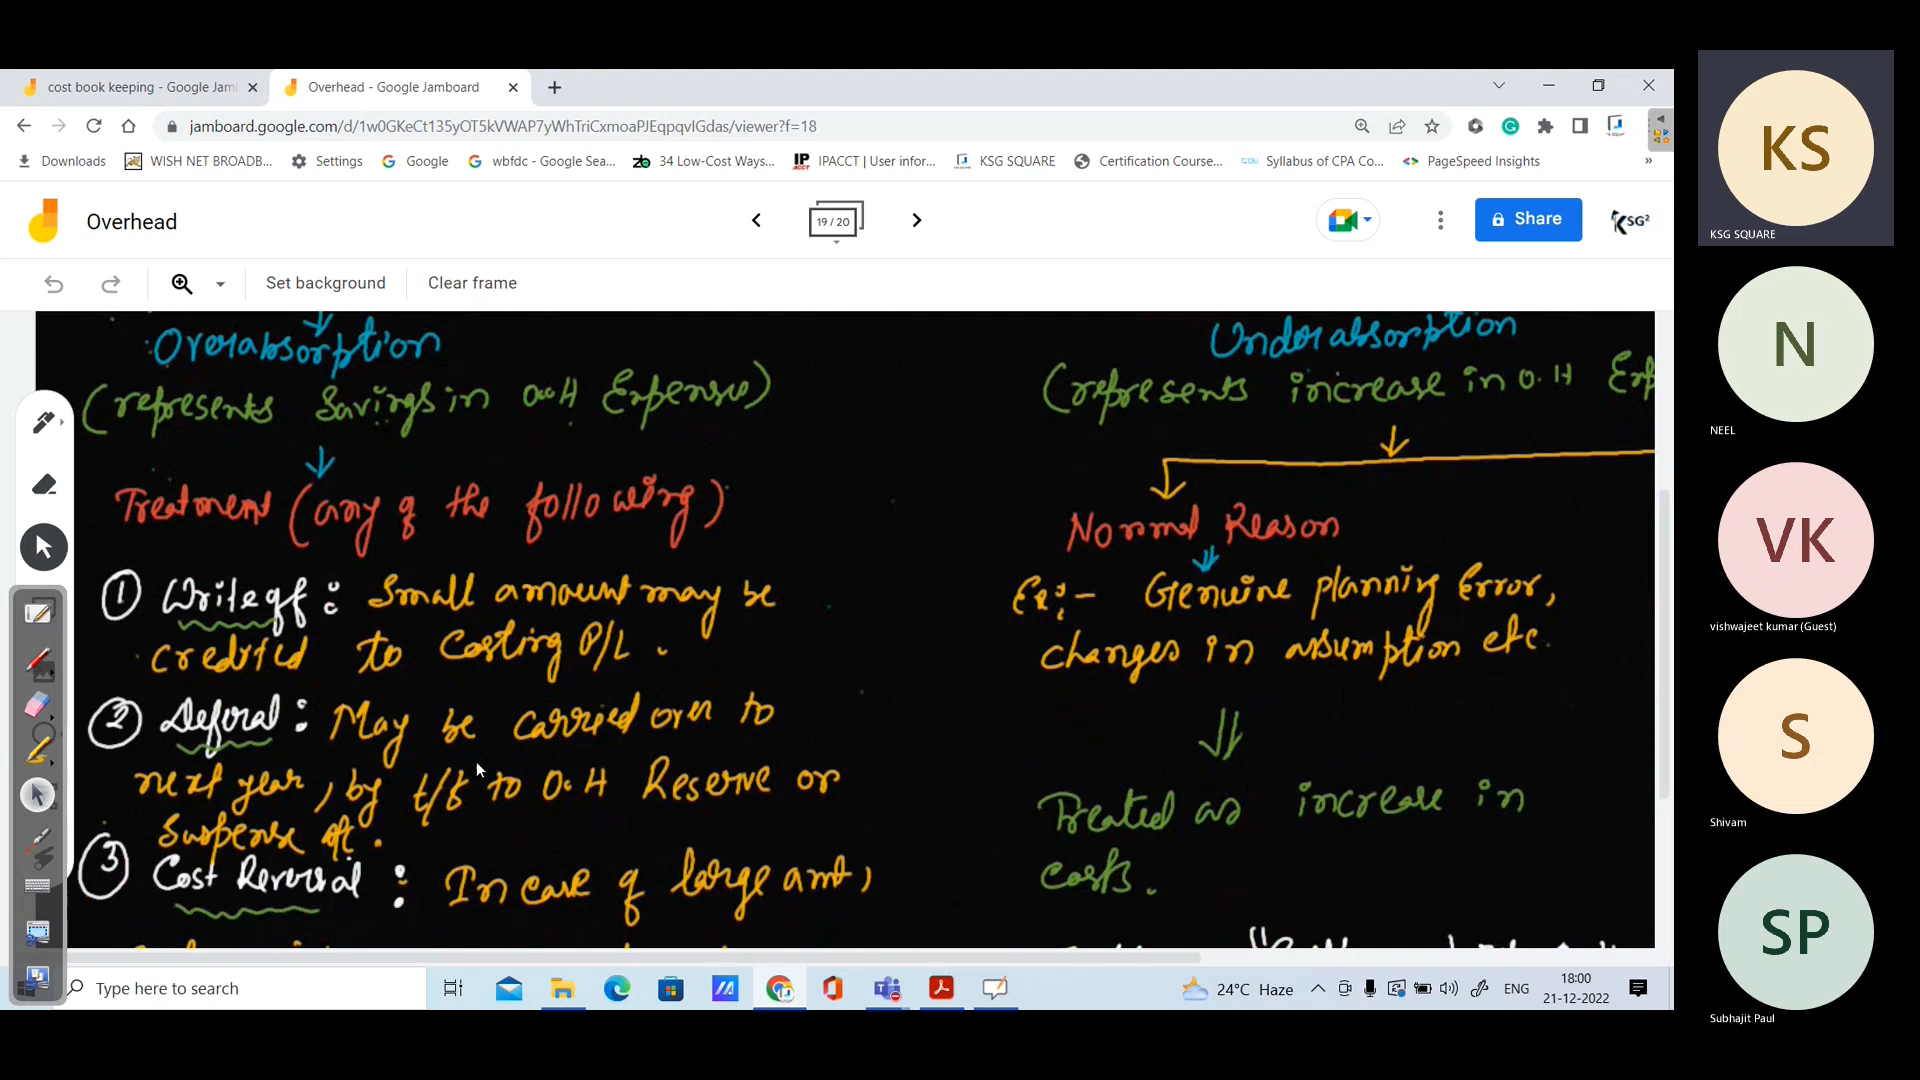 cost book keeping - Google Jam
Overhead - Google Jamboard
jamboard.google.com/d/1w0GKeCt135yOT5kVWAP7yWhTriCxmoaPJEqpqvIGdas/viewer?f=18
Downloads
WISH NET BROADB...
Settings
Google
wbfdc - Google Sea...
34 Low-Cost Ways...
IPACCT | User infor...
KSG SQUARE
Certification Course...
Syllabus of CPA Co...
PageSpeed Insights
Overhead
19 / 20
Share
KSG²
Set background
Clear frame
Overabsorption
(represents Savings in O.H Expense)
Treatment (any of the following)
① Writeoff : Small amount may be
credited to Costing P/L .
② Deferal : May be carried over to
next year, by t/f to O.H Reserve or
Suspense A/c .
③ Cost Reversal : In case of large amt,
Underabsorption
(represents increase in O.H Exp
Normal Reason
Ex:- Genuine planning Error,
changes in assumption etc.
Treated as increase in
costs.
Type here to search
24°C Haze
ENG
18:00
21-12-2022
KS
KSG SQUARE
N
NEEL
VK
vishwajeet kumar (Guest)
S
Shivam
SP
Subhajit Paul